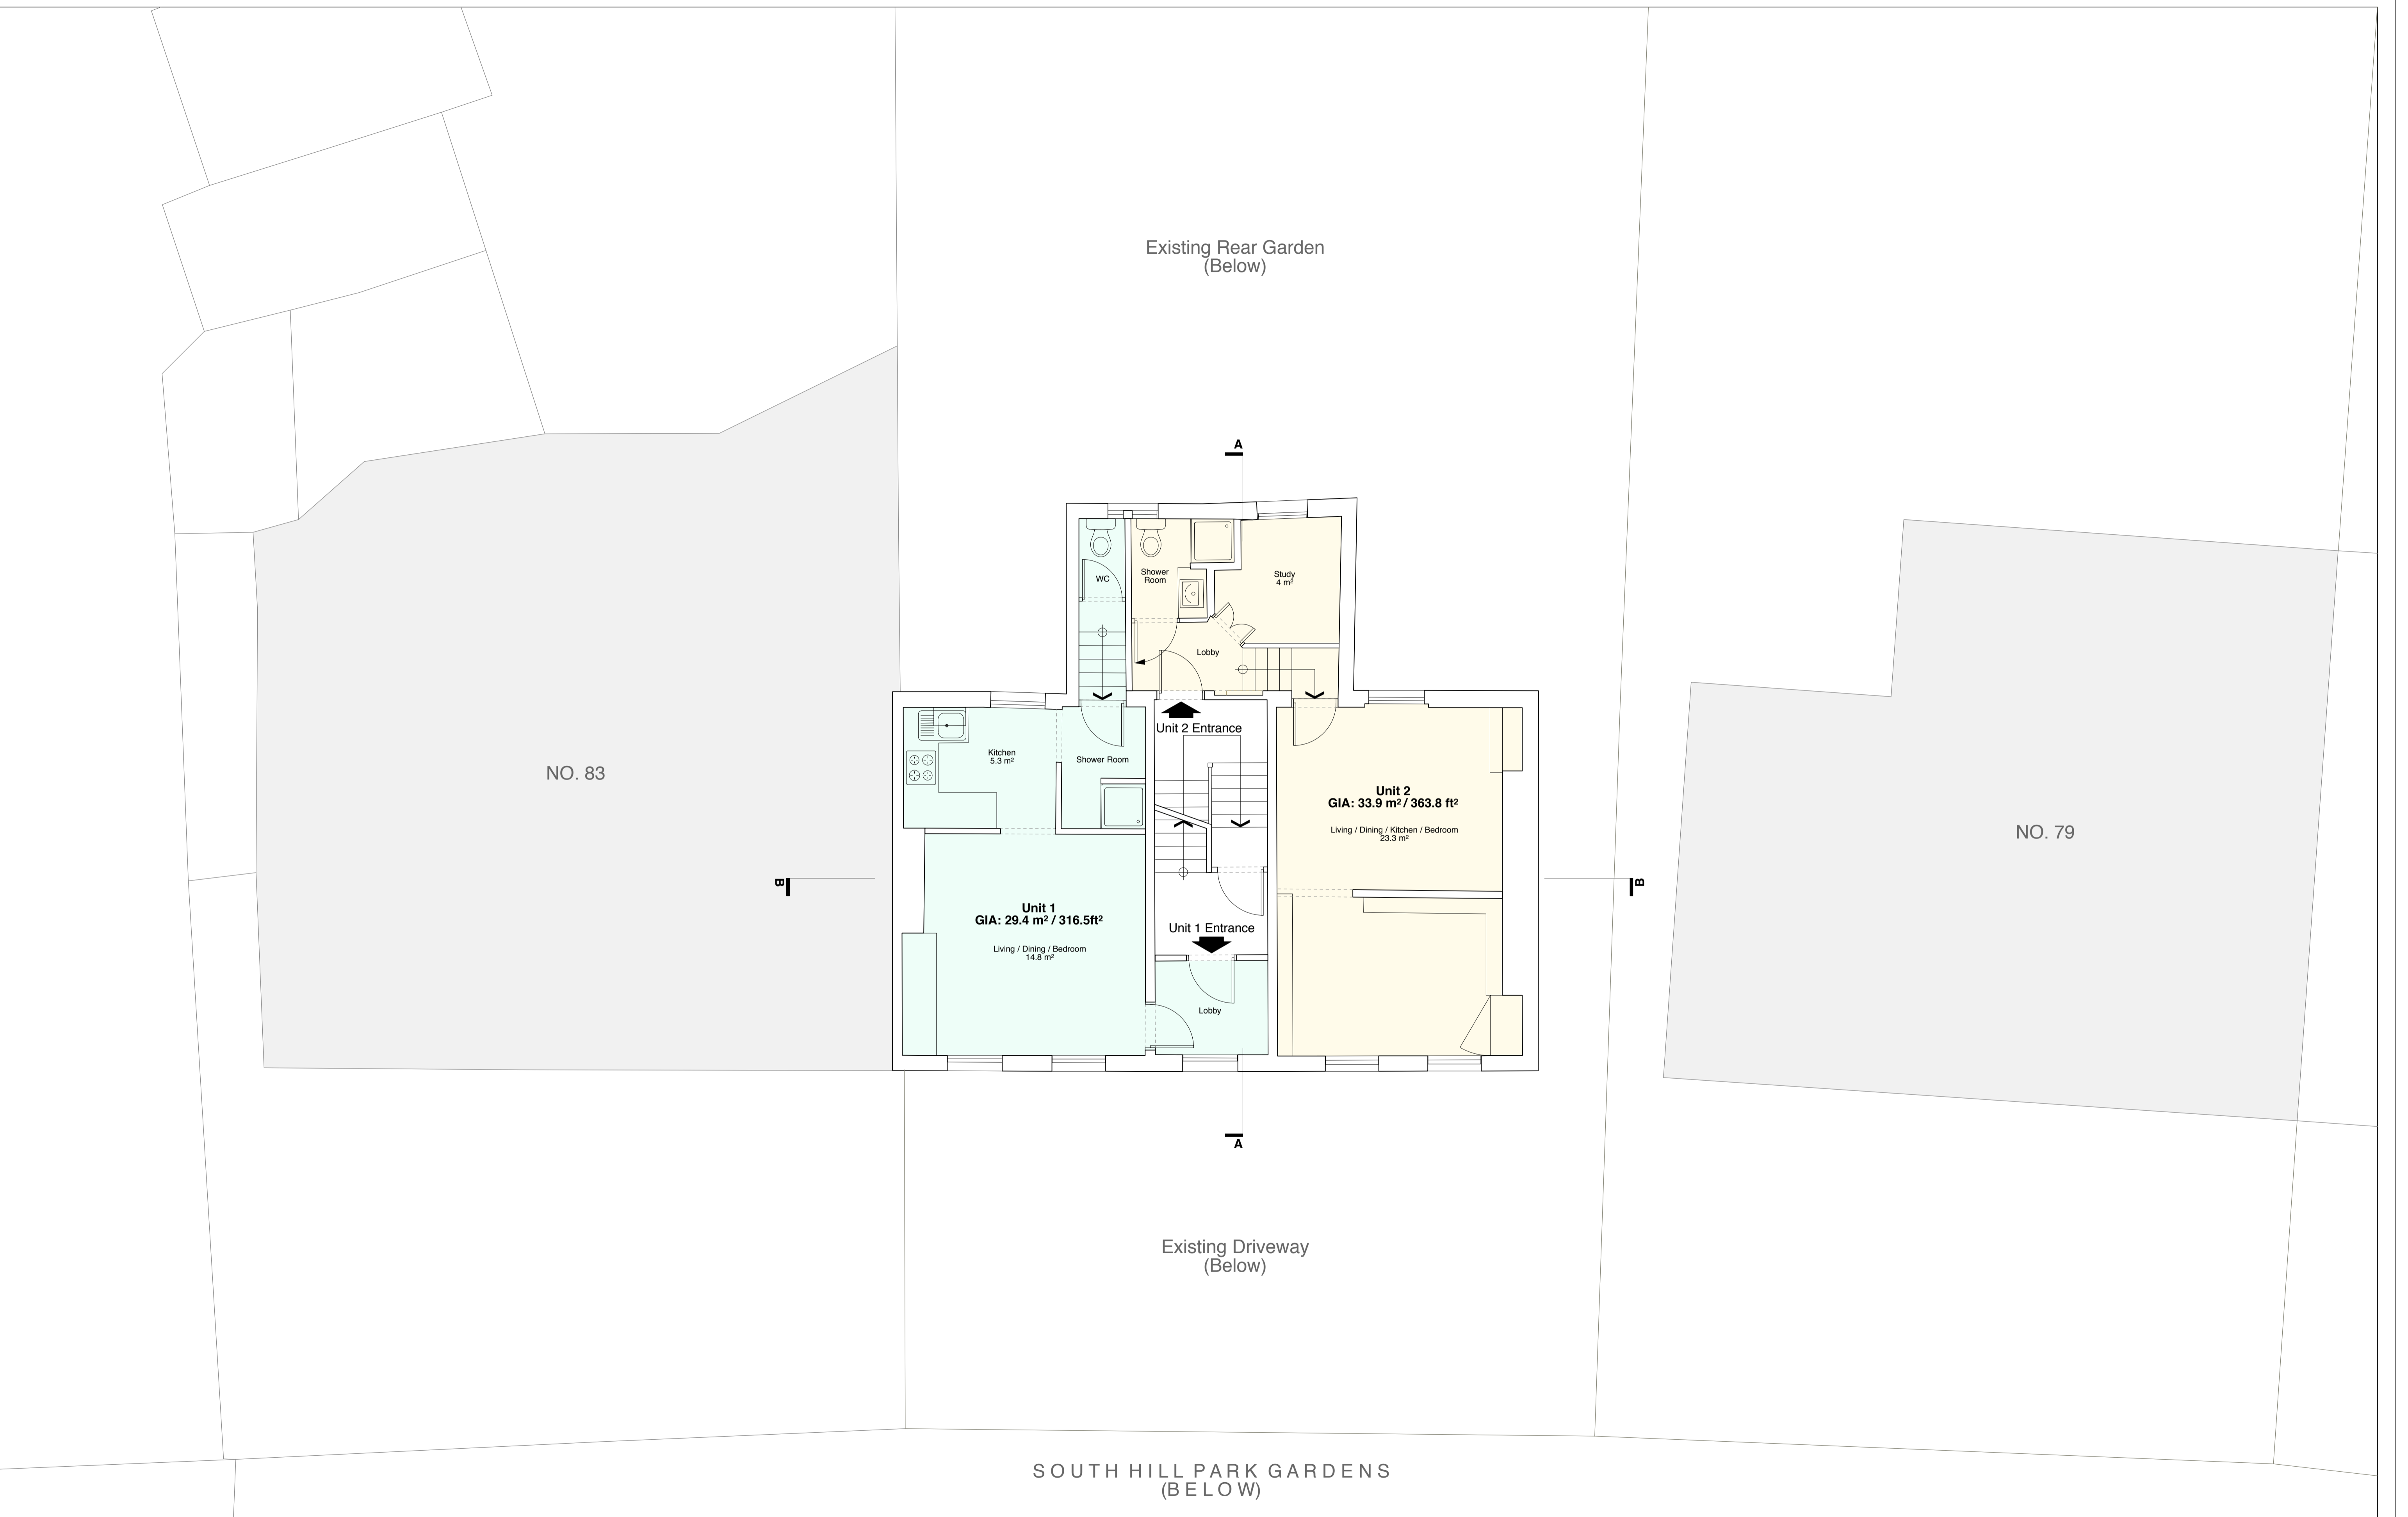 Existing Rear Garden
(Below)
A
WC
Shower
Room
Study
4 m²
Lobby
Unit 2 Entrance
Kitchen
5.3 m²
Shower Room
NO. 83
Unit 2
GIA: 33.9 m² / 363.8 ft²
Living / Dining / Kitchen / Bedroom
23.3 m²
NO. 79
B
B
Unit 1
GIA: 29.4 m² / 316.5ft²
Living / Dining / Bedroom
14.8 m²
Unit 1 Entrance
Lobby
A
Existing Driveway
(Below)
SOUTH HILL PARK GARDENS
(BELOW)